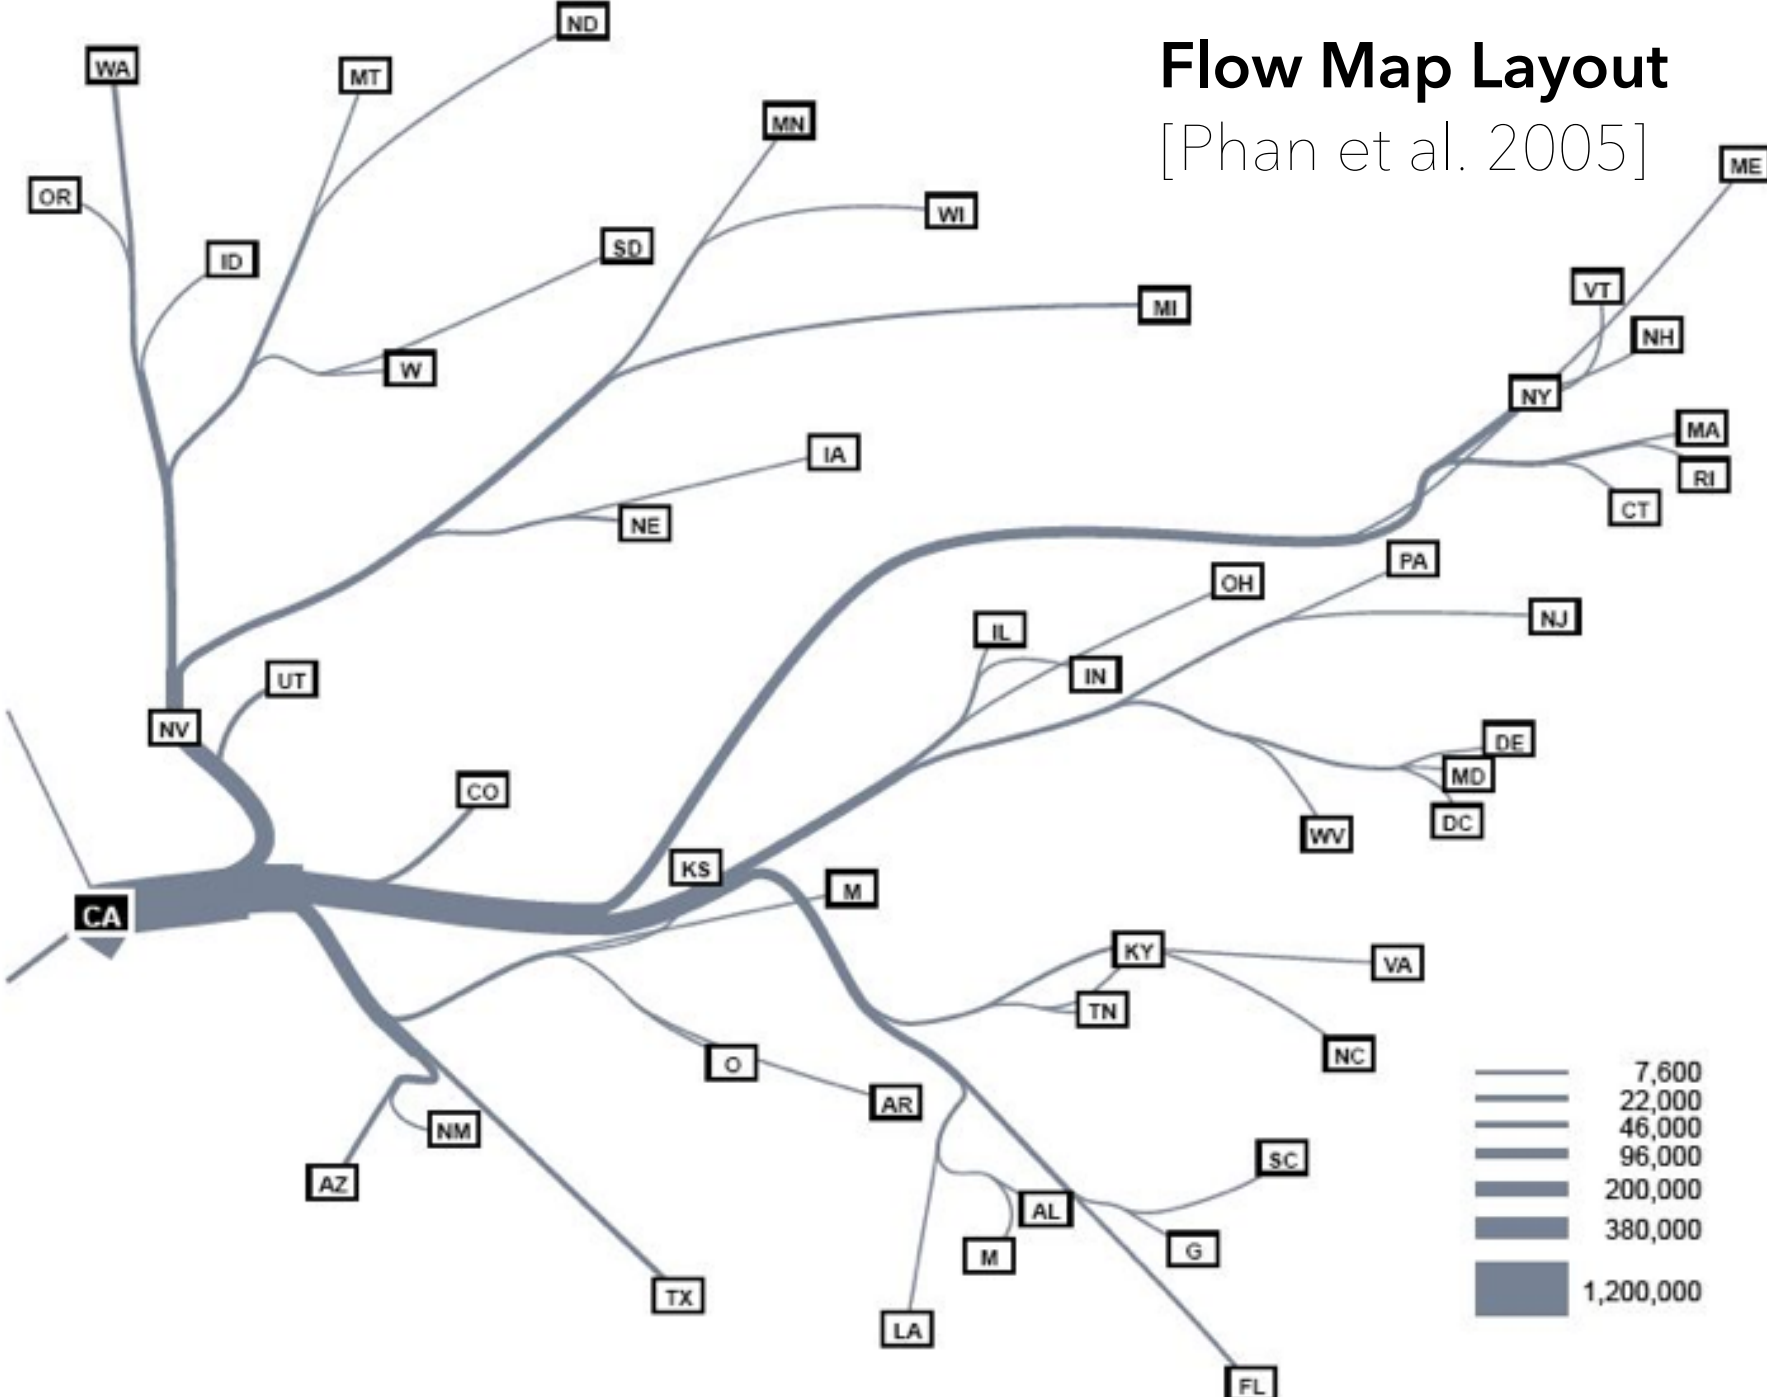 Flow Map Layout
[Phan et al. 2005]
ND
WA
MT
MN
ME
OR
WI
ID
SD
VT
MI
NH
W
NY
MA
IA
RI
CT
NE
PA
OH
NJ
IL
IN
UT
NV
DE
MD
CO
DC
WV
KS
M
CA
KY
VA
TN
NC
O
AR
NM
SC
AZ
AL
G
M
TX
LA
FL
7,600
22,000
46,000
96,000
200,000
380,000
1,200,000